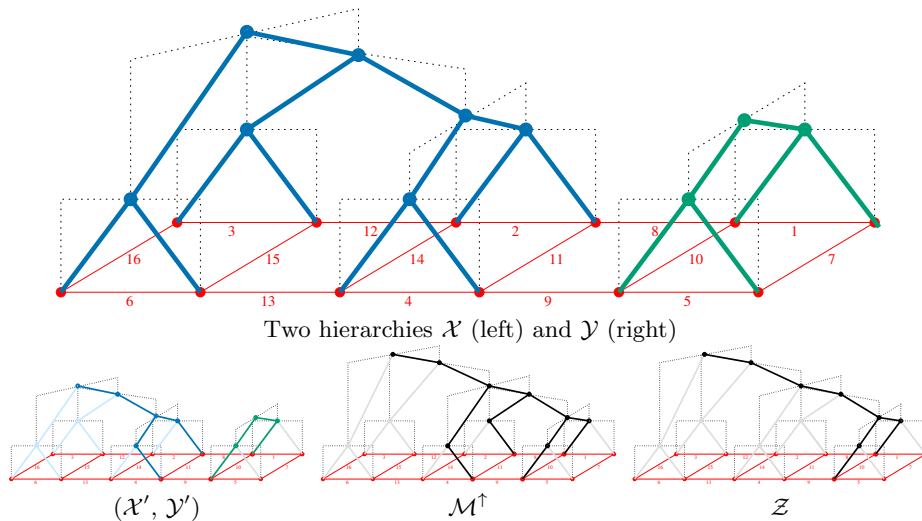 3 12 2 8 1
16 15 14 11 10 7
6 13 4 9 5
Two hierarchies 𝒳 (left) and 𝒴 (right)
(𝒳′, 𝒴′) ℳ↑ 𝒵